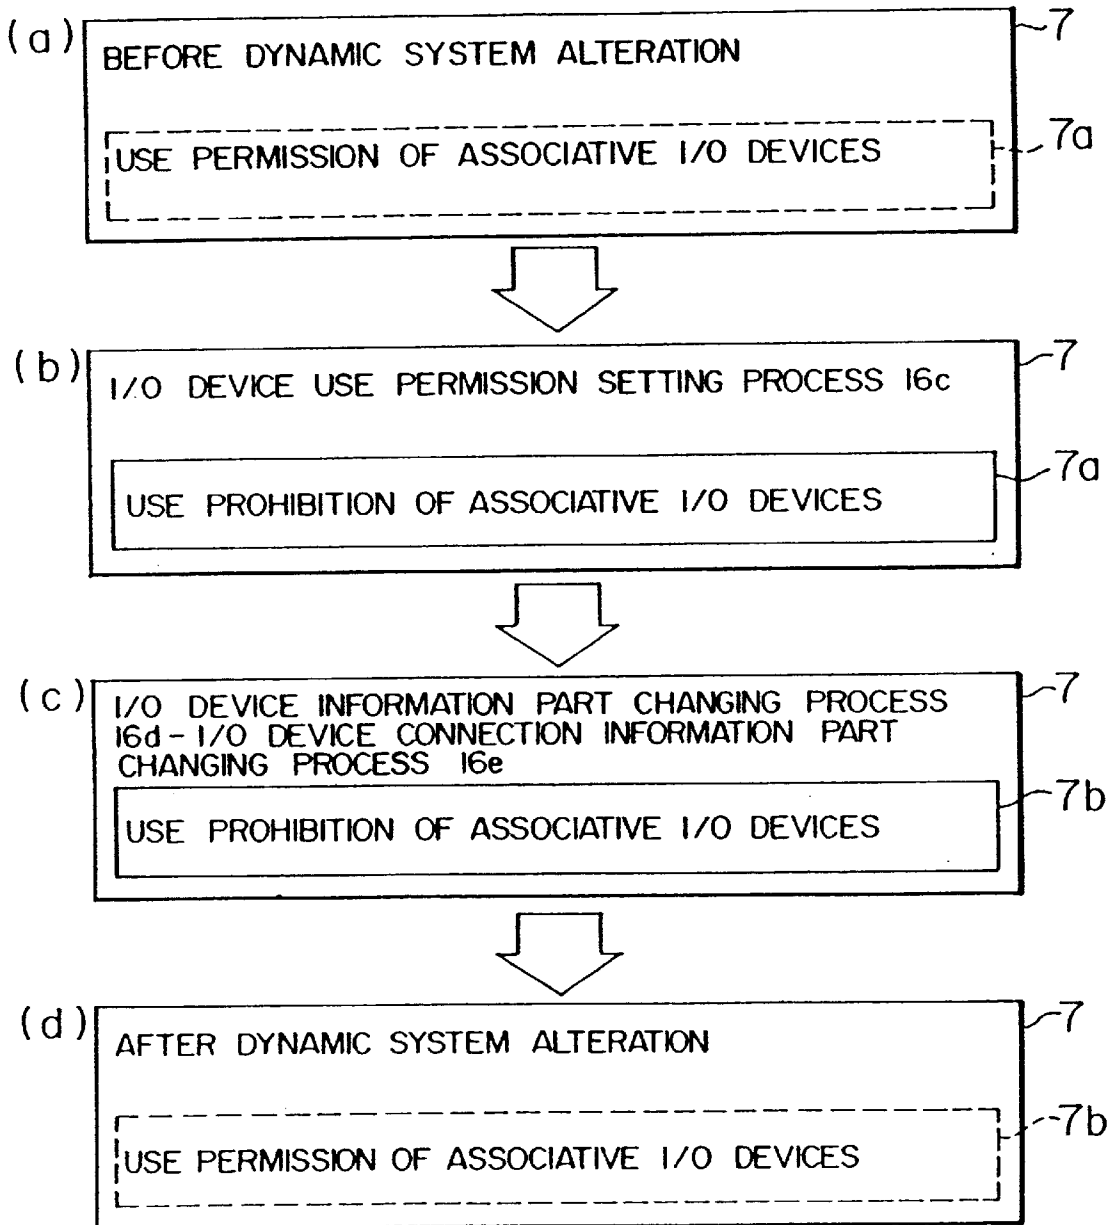 (a)
7
BEFORE DYNAMIC SYSTEM ALTERATION
7a
USE PERMISSION OF ASSOCIATIVE I/O DEVICES
(b)
7
I/O DEVICE USE PERMISSION SETTING PROCESS 16c
7a
USE PROHIBITION OF ASSOCIATIVE I/O DEVICES
(c)
7
I/O DEVICE INFORMATION PART CHANGING PROCESS
16d-I/O DEVICE CONNECTION INFORMATION PART
CHANGING PROCESS 16e
7b
USE PROHIBITION OF ASSOCIATIVE I/O DEVICES
(d)
7
AFTER DYNAMIC SYSTEM ALTERATION
7b
USE PERMISSION OF ASSOCIATIVE I/O DEVICES